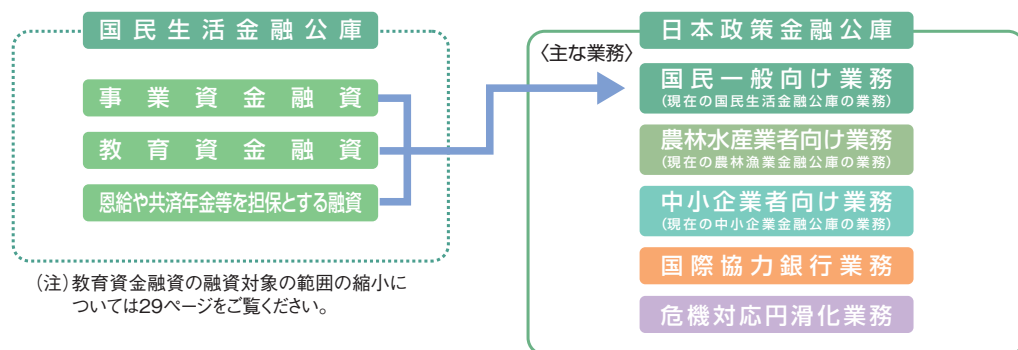 国民生活金融公庫
事業資金融資
教育資金融資
恩給や共済年金等を担保とする融資
(注)教育資金融資の融資対象の範囲の縮小に
ついては29ページをご覧ください。
日本政策金融公庫
〈主な業務〉
国民一般向け業務
(現在の国民生活金融公庫の業務)
農林水産業者向け業務
(現在の農林漁業金融公庫の業務)
中小企業者向け業務
(現在の中小企業金融公庫の業務)
国際協力銀行業務
危機対応円滑化業務